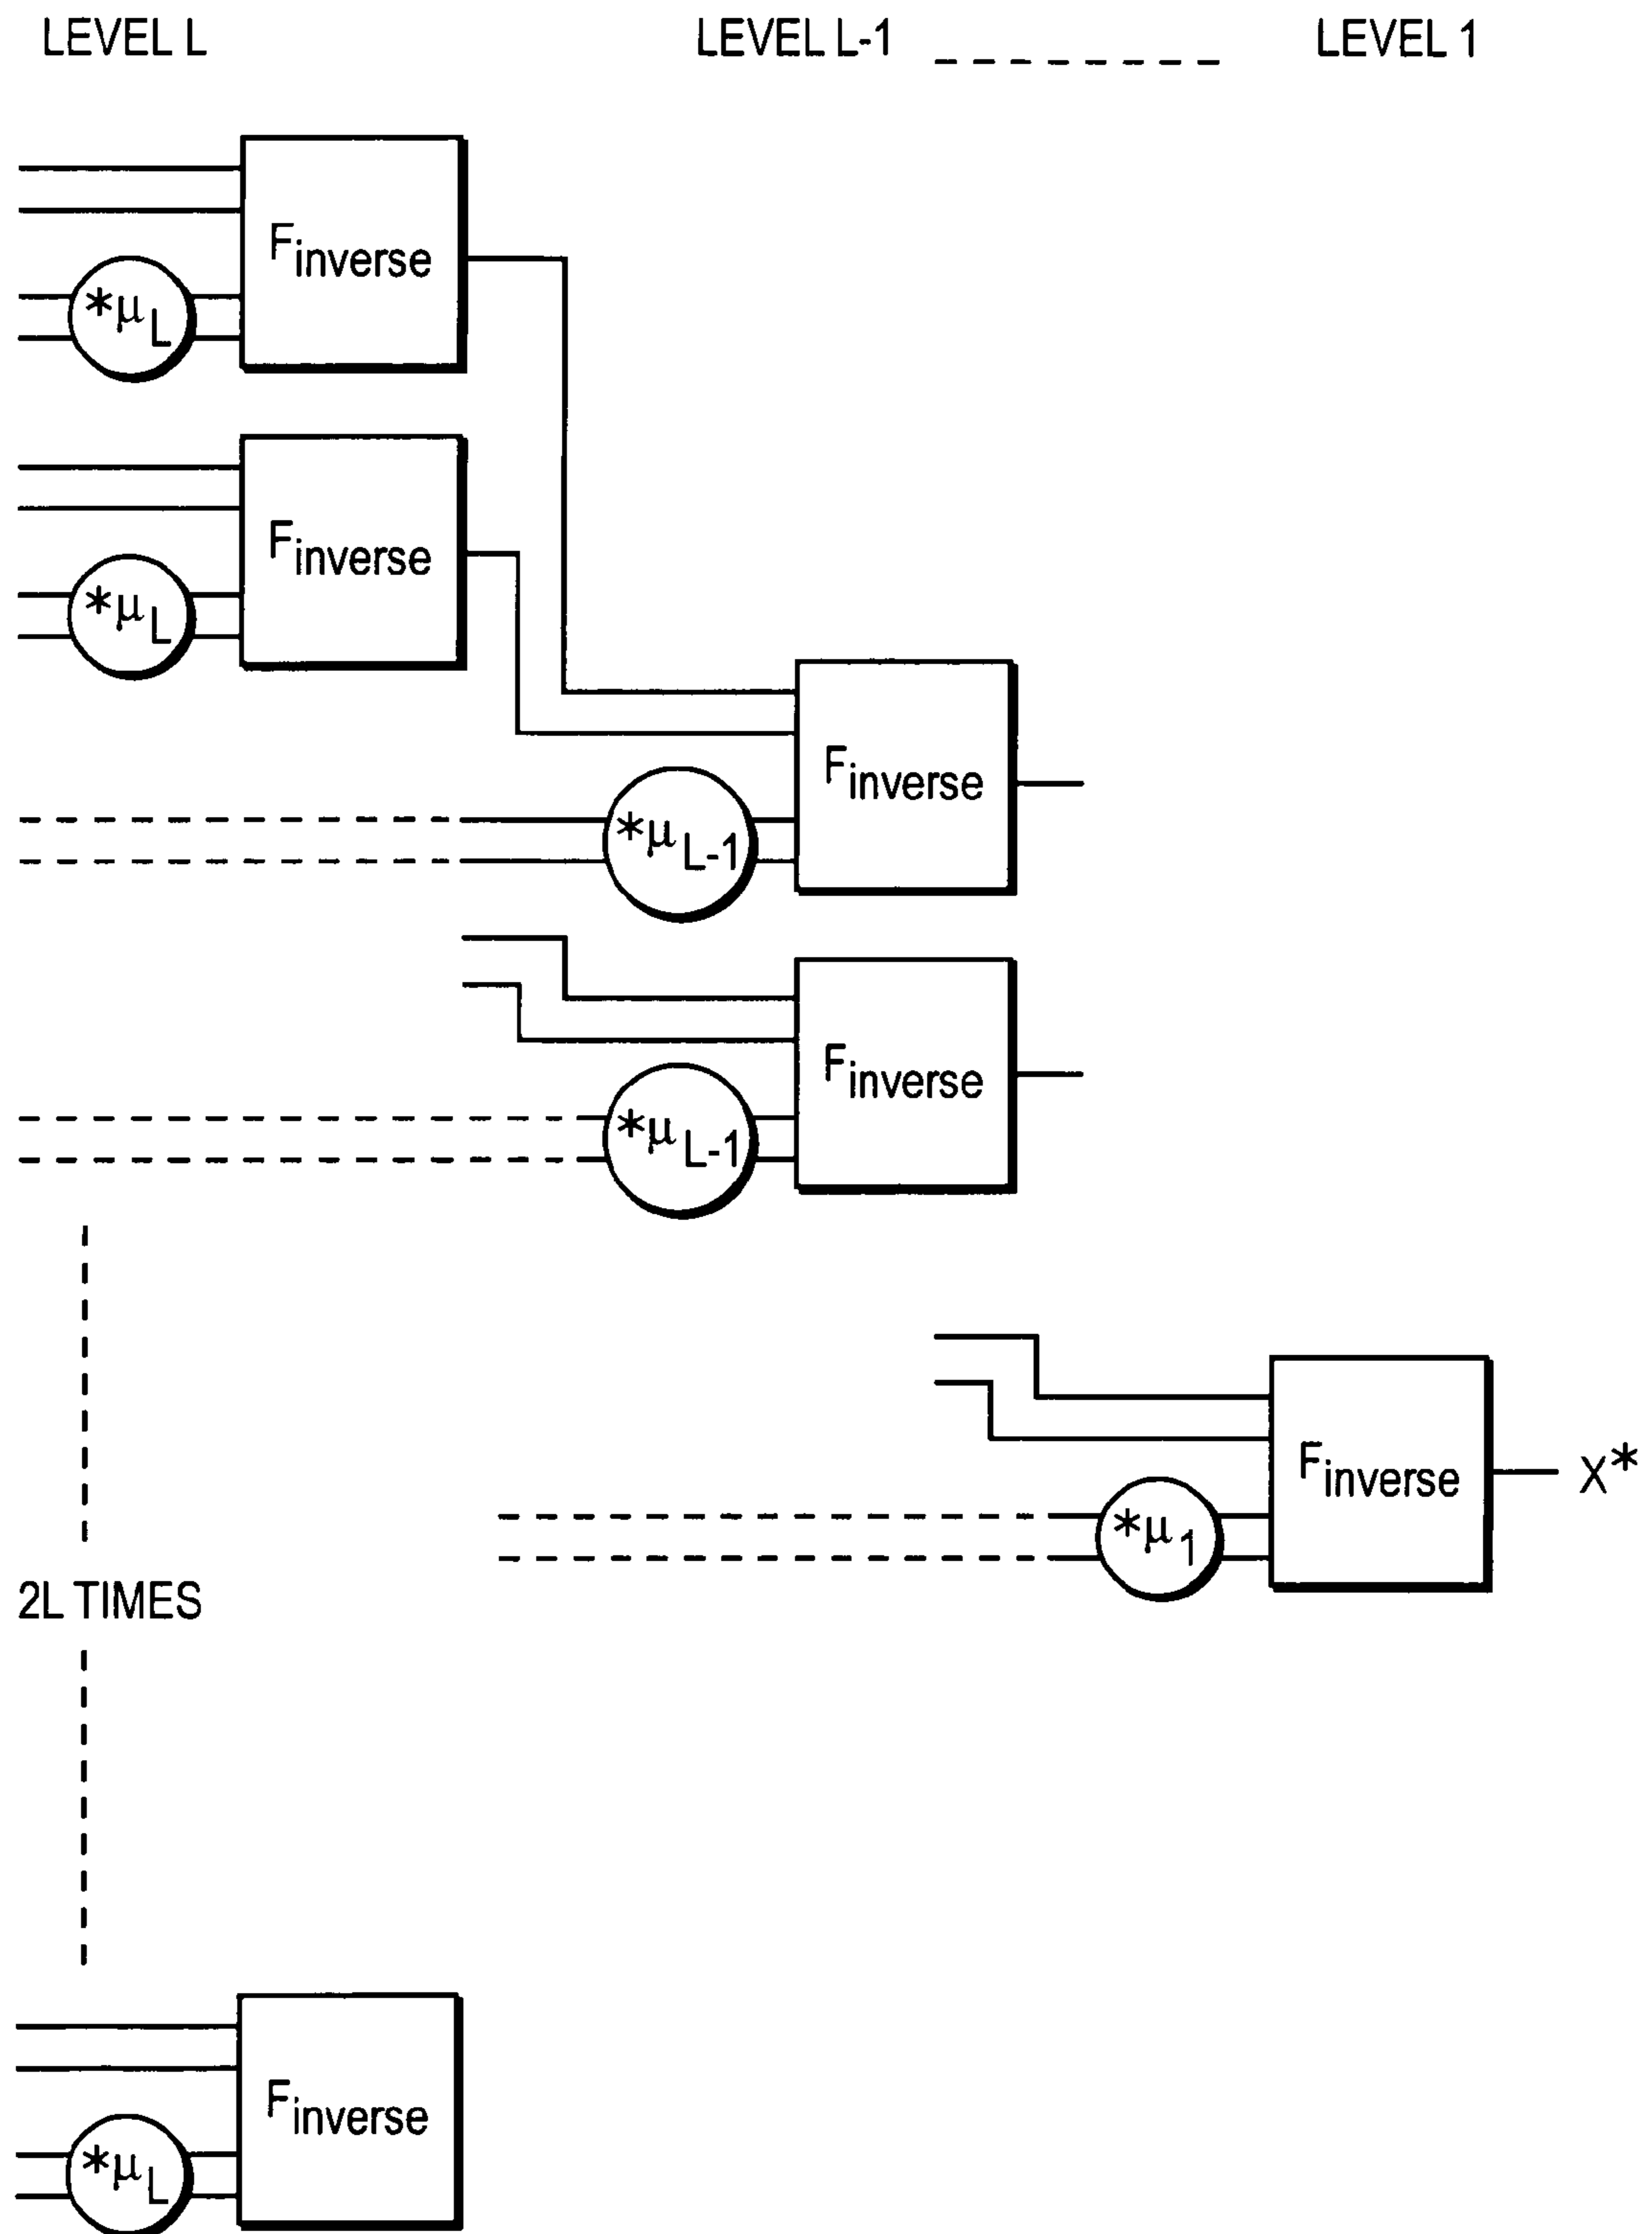 LEVEL L LEVEL L-1 LEVEL 1
Finverse
*μL
Finverse
*μL
Finverse
*μL-1
Finverse
*μL-1
Finverse X*
*μ1
2L TIMES
Finverse
*μL